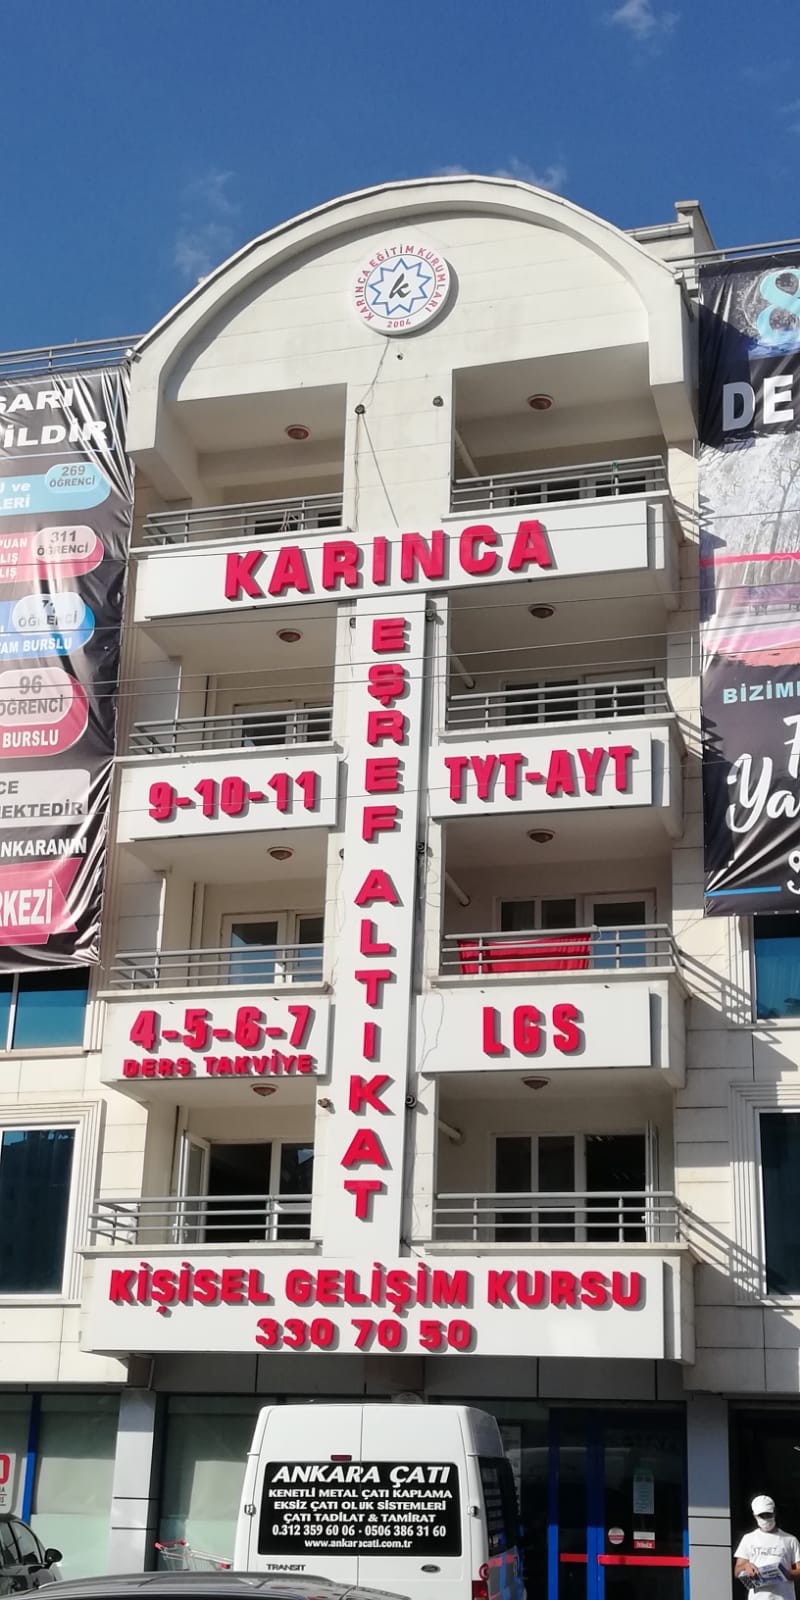 KARINCA EĞİTİM KURUMLARI
k
2004
KARINCA
EŞREF ALTIKAT
9-10-11
TYT-AYT
4-5-6-7
DERS TAKVİYE
LGS
KİŞİSEL GELİŞİM KURSU
330 70 50
269
ÖĞRENCİ
311
ÖĞRENCİ
ÖĞRENCİ
BURSLU
96
ÖĞRENCİ
BURSLU
DE
ANKARA ÇATI
KENETLİ METAL ÇATI KAPLAMA
EKSİZ ÇATI OLUK SİSTEMLERİ
ÇATI TADİLAT & TAMİRAT
0.312 359 60 06 - 0506 386 31 60
www.ankaracati.com.tr
TRANSIT